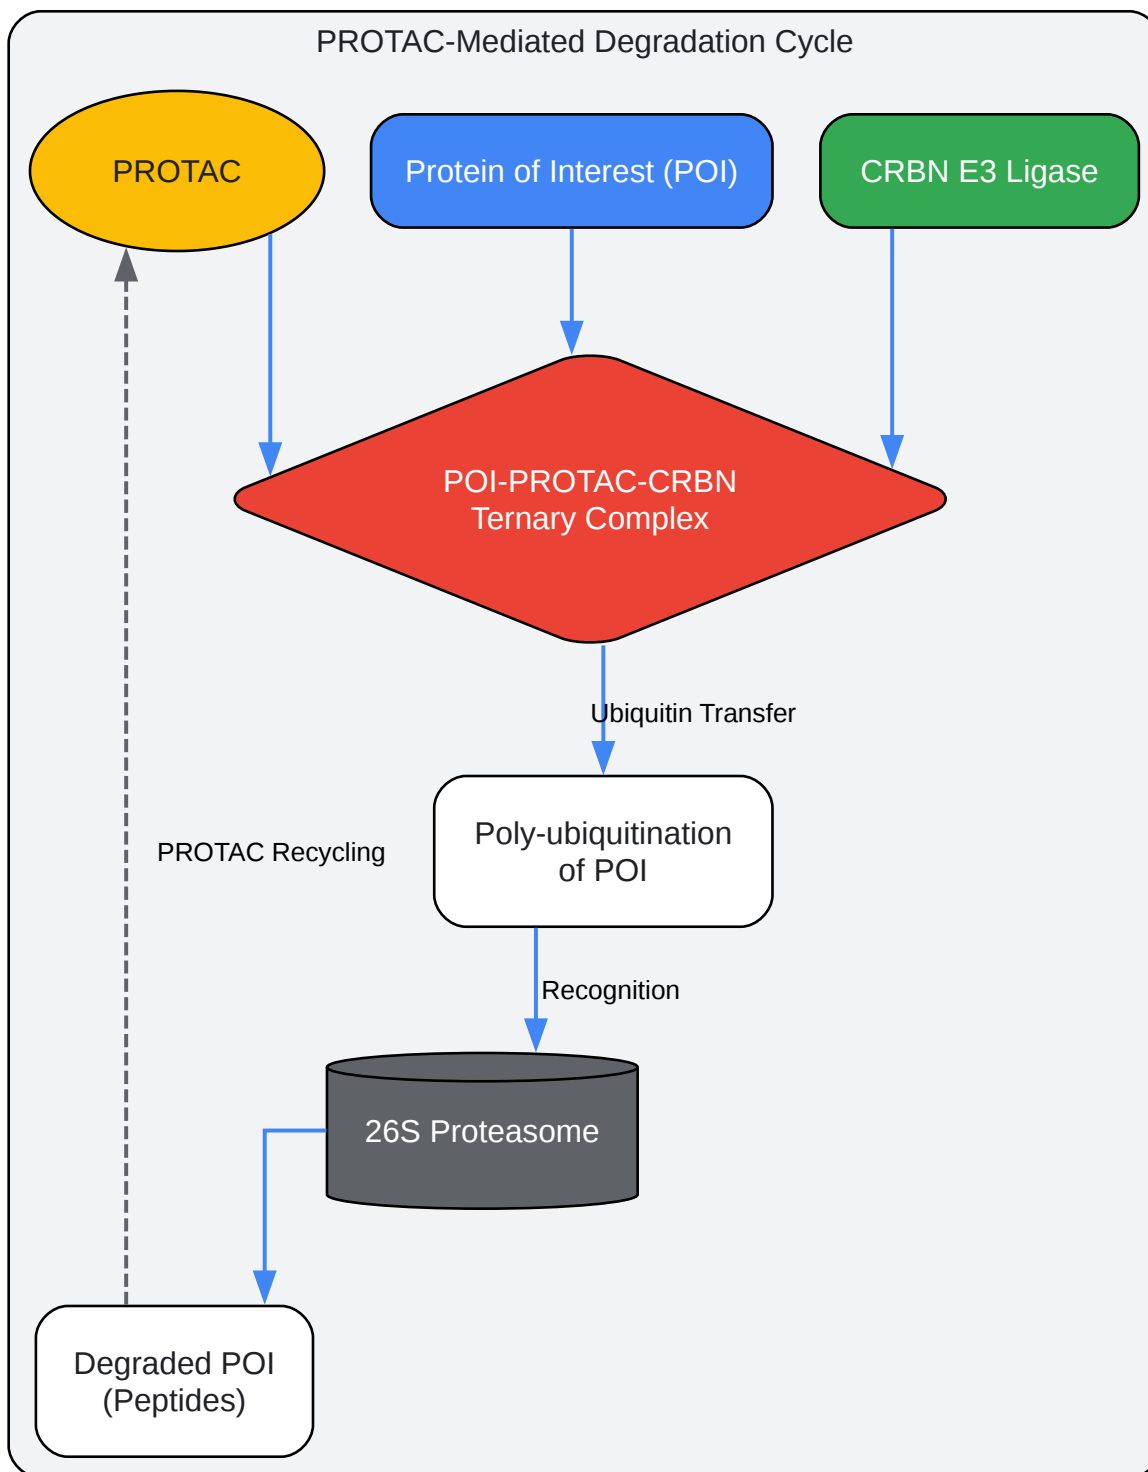 PROTAC-Mediated Degradation Cycle
PROTAC
Protein of Interest (POI)
CRBN E3 Ligase
POI-PROTAC-CRBN
Ternary Complex
Ubiquitin Transfer
Poly-ubiquitination
of POI
PROTAC Recycling
Recognition
26S Proteasome
Degraded POI
(Peptides)